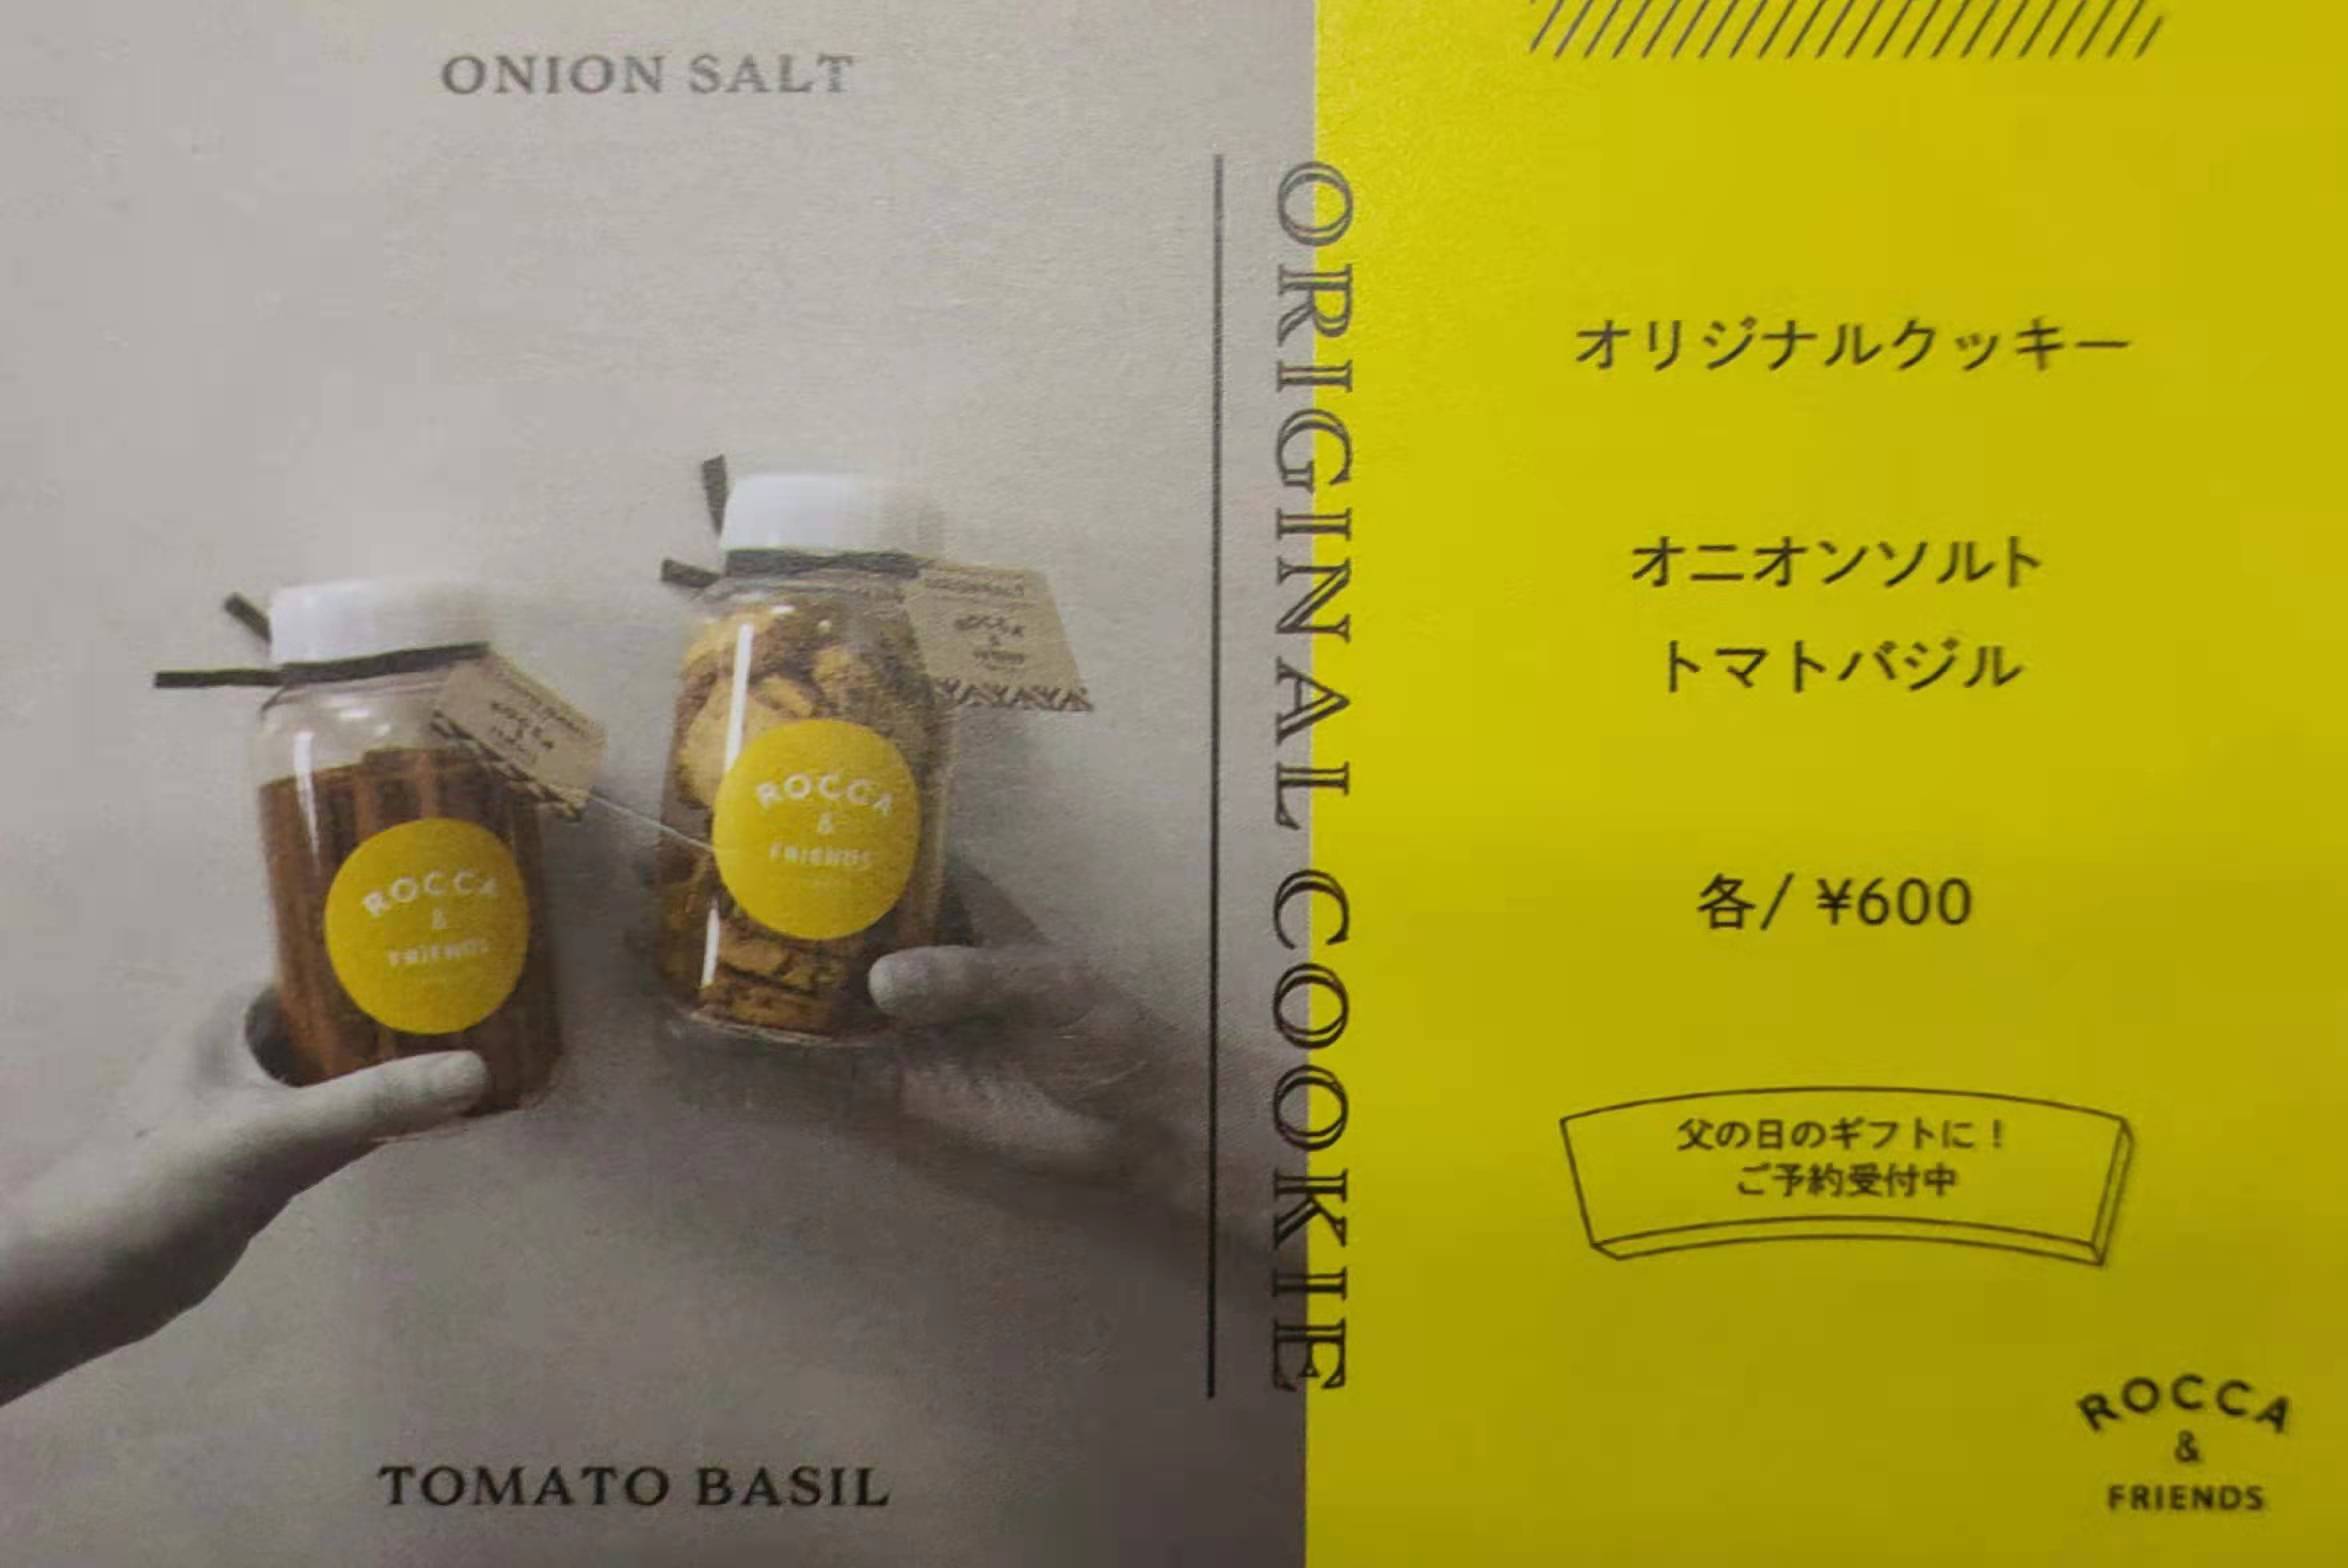 ONION SALT
ROCCA
&
FRIENDS
ROCCA
&
FRIENDS
TOMATO BASIL
ORIGINAL COOKIE
オリジナルクッキー
オニオンソルト
トマトバジル
各/ ¥600
父の日のギフトに！
ご予約受付中
ROCCA
&
FRIENDS